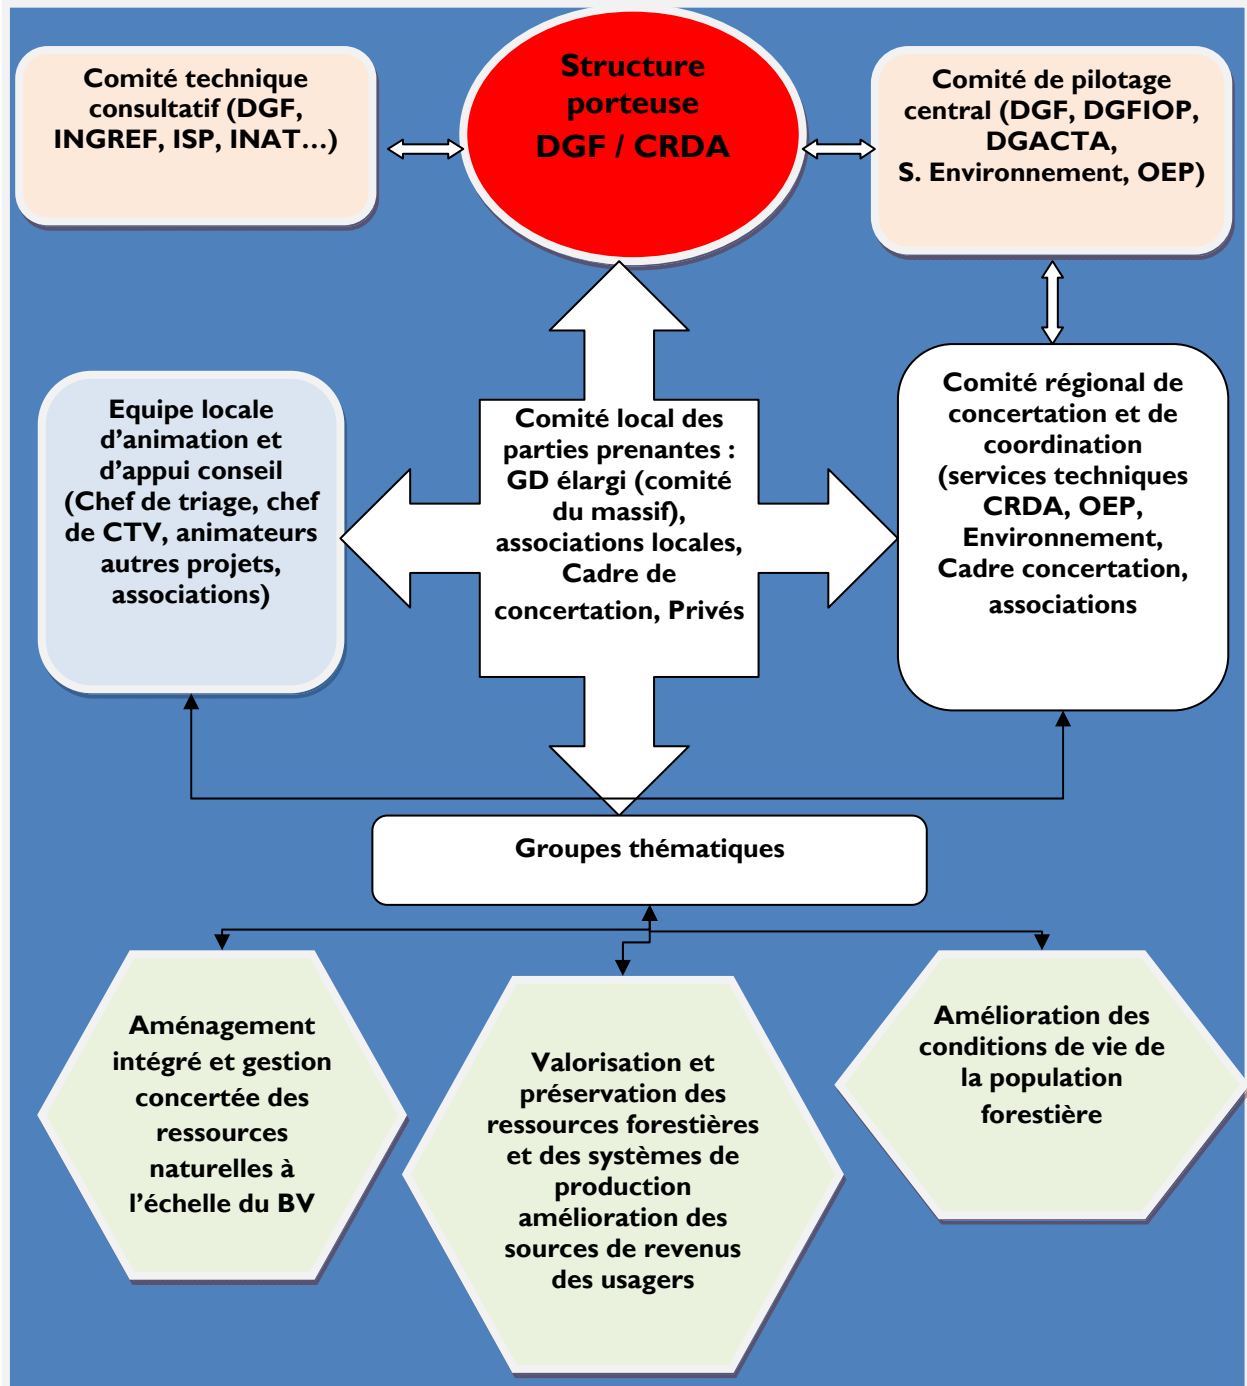 Comité technique
consultatif (DGF,
INGREF, ISP, INAT...)
Structure
porteuse
DGF / CRDA
Comité de pilotage
central (DGF, DGFIOP,
DGACTA,
S. Environnement, OEP)
Equipe locale
d'animation et
d'appui conseil
(Chef de triage, chef
de CTV, animateurs
autres projets,
associations)
Comité local des
parties prenantes :
GD élargi (comité
du massif),
associations locales,
Cadre de
concertation, Privés
Comité régional de
concertation et de
coordination
(services techniques
CRDA, OEP,
Environnement,
Cadre concertation,
associations
Groupes thématiques
Aménagement
intégré et gestion
concertée des
ressources
naturelles à
l'échelle du BV
Valorisation et
préservation des
ressources forestières
et des systèmes de
production
amélioration des
sources de revenus
des usagers
Amélioration des
conditions de vie de
la population
forestière